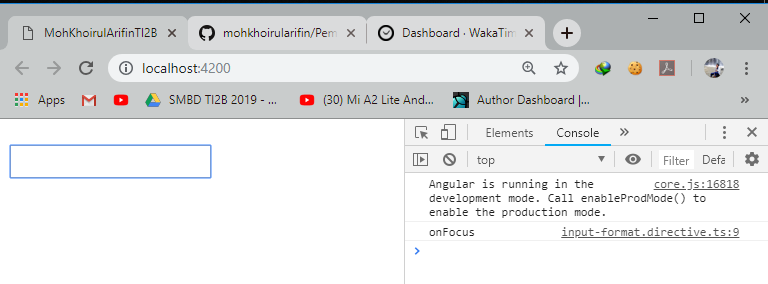 MohKhoirulArifinTI2B
mohkhoirularifin/Pem
Dashboard · WakaTim
localhost:4200
Apps
SMBD TI2B 2019 - ...
(30) Mi A2 Lite And...
Author Dashboard |...
Elements
Console
top
Filter
Defa
Angular is running in the
core.js:16818
development mode. Call enableProdMode() to
enable the production mode.
onFocus
input-format.directive.ts:9